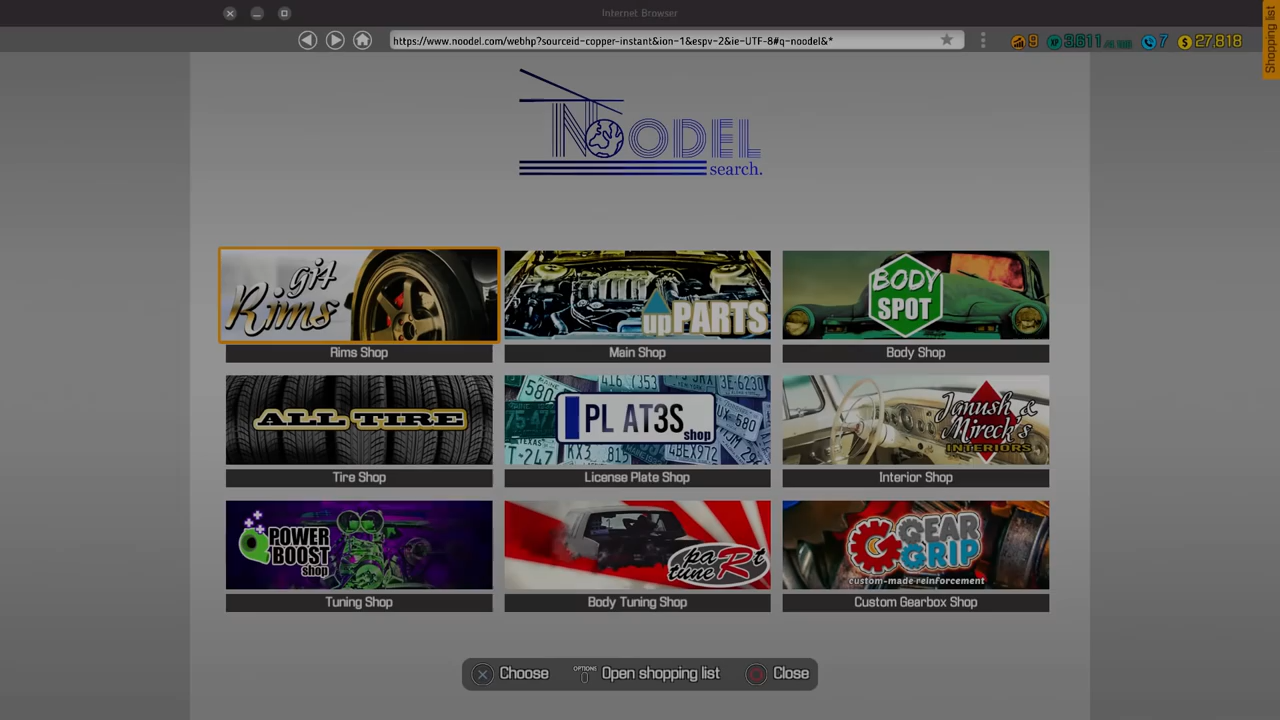 Internet Browser
Shopping list
https://www.noodel.com/webhp?sourceid-copper-instant&ion-1&espv-2&ie-UTF-8#q-noodel&*
9
XP 3,611
7
$ 27,818
NOODEL
search.
gj4
Rims
upPARTS
BODY
SPOT
Rims Shop
Main Shop
Body Shop
ALL TIRE
PL AT3S
shop
Janush &
Mireck's
INTERIORS
Tire Shop
License Plate Shop
Interior Shop
POWER
BOOST
shop
paRt
tuneR
GEAR
GRIP
custom-made reinforcement
Tuning Shop
Body Tuning Shop
Custom Gearbox Shop
Choose
OPTIONS
Open shopping list
Close